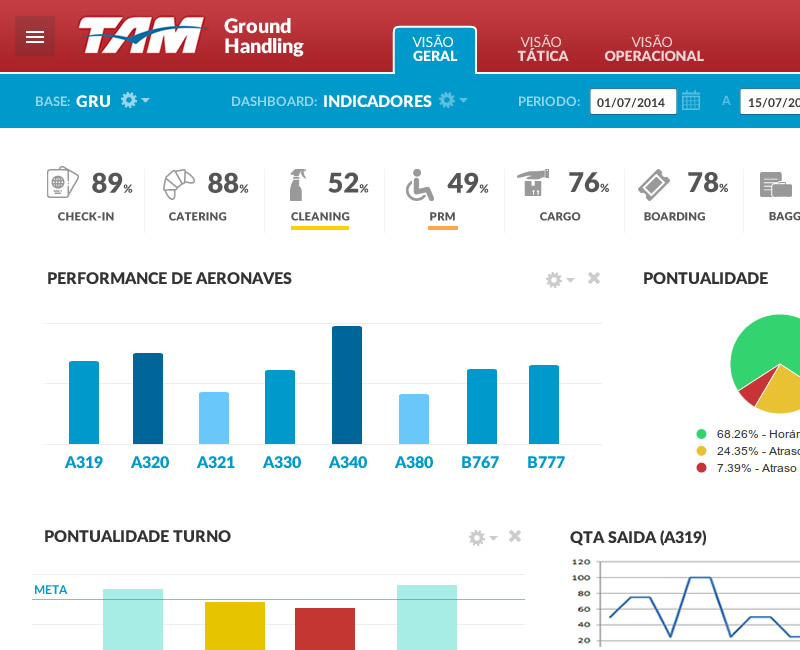 TAM
Ground
Handling
VISÃO
GERAL
VISÃO
TÁTICA
VISÃO
OPERACIONAL
BASE: GRU
DASHBOARD: INDICADORES
PERIODO: 01/07/2014 A 15/07/20
89% 88% 52% 49% 76% 78%
CHECK-IN CATERING CLEANING PRM CARGO BOARDING BAGG
PERFORMANCE DE AERONAVES
A319 A320 A321 A330 A340 A380 B767 B777
PONTUALIDADE
68.26% - Horár
24.35% - Atraso
7.39% - Atraso
PONTUALIDADE TURNO
META
QTA SAIDA (A319)
120
100
80
60
40
20